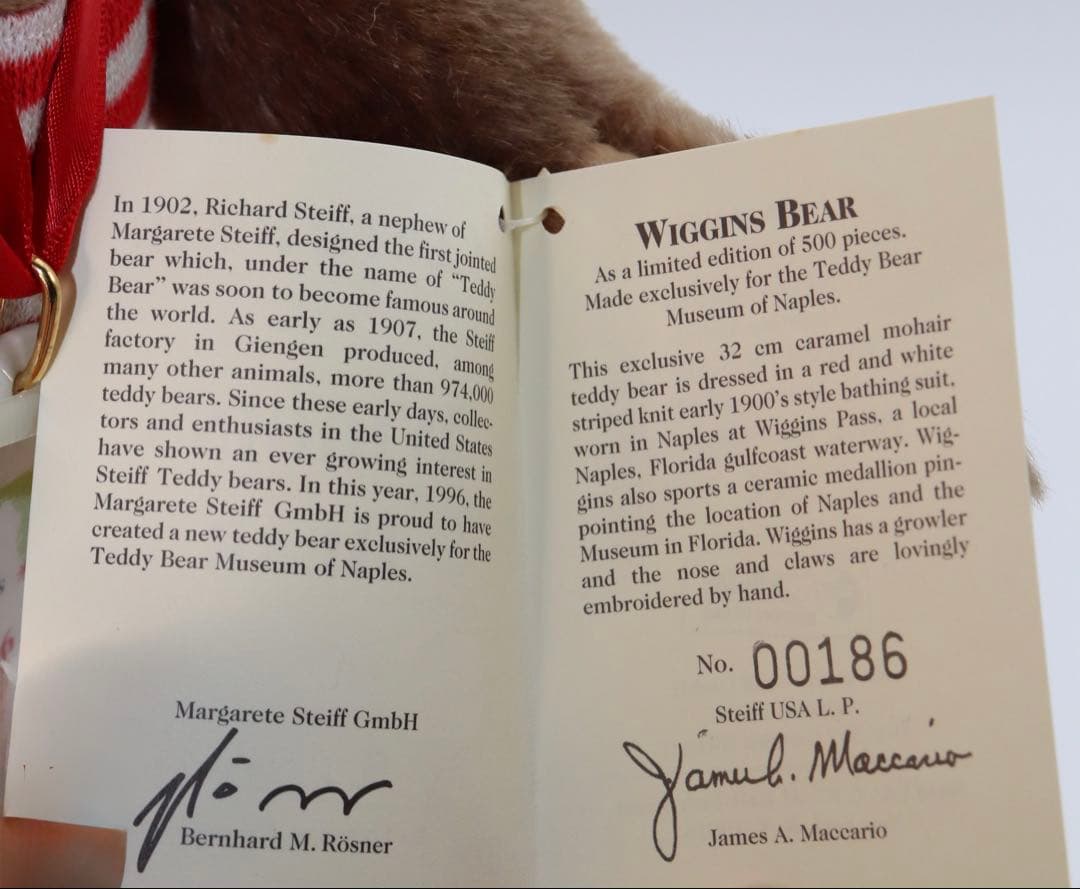 In 1902, Richard Steiff, a nephew of
Margarete Steiff, designed the first jointed
bear which, under the name of “Teddy
Bear” was soon to become famous around
the world. As early as 1907, the Steiff
factory in Giengen produced, among
many other animals, more than 974,000
teddy bears. Since these early days, collec-
tors and enthusiasts in the United States
have shown an ever growing interest in
Steiff Teddy bears. In this year, 1996, the
Margarete Steiff GmbH is proud to have
created a new teddy bear exclusively for the
Teddy Bear Museum of Naples.
Margarete Steiff GmbH
Bernhard M. Rösner
WIGGINS BEAR
As a limited edition of 500 pieces.
Made exclusively for the Teddy Bear
Museum of Naples.
This exclusive 32 cm caramel mohair
teddy bear is dressed in a red and white
striped knit early 1900's style bathing suit,
worn in Naples at Wiggins Pass, a local
Naples, Florida gulfcoast waterway. Wig-
gins also sports a ceramic medallion pin-
pointing the location of Naples and the
Museum in Florida. Wiggins has a growler
and the nose and claws are lovingly
embroidered by hand.
No. 00186
Steiff USA L. P.
James A. Maccario
James A. Maccario